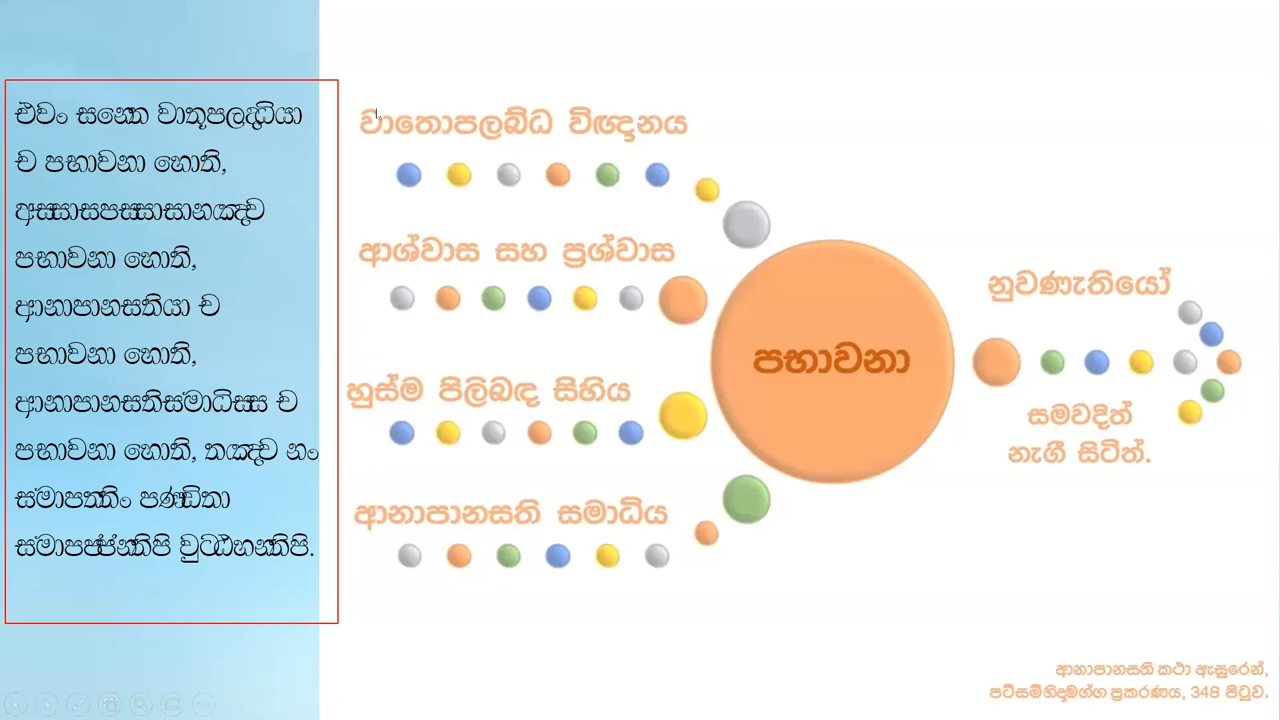 එවං සන්තෙ වාතූපලද්ධියා
ච පභාවනා හොති,
අස්සාසපස්සාසානඤ්ච
පභාවනා හොති,
ආනාපානසතියා ච
පභාවනා හොති,
ආනාපානසතිසමාධිස්ස ච
පභාවනා හොති, තඤ්ච නං
සමාපත්තිං පණ්ඩිතා
සමාපජ්ජන්තිපි වුට්ඨහන්තිපි.
වාතොපලබ්ධ විඥානය
ආශ්වාස සහ ප්‍රශ්වාස
හුස්ම පිලිබඳ සිහිය
ආනාපානසති සමාධිය
පභාවනා
නුවණැතියෝ
සමවදිත්
නැගී සිටිත්.
ආනාපානසති කථා ඇසුරෙන්,
පටිසම්භිදාමග්ග ප්‍රකරණය, 348 පිටුව.